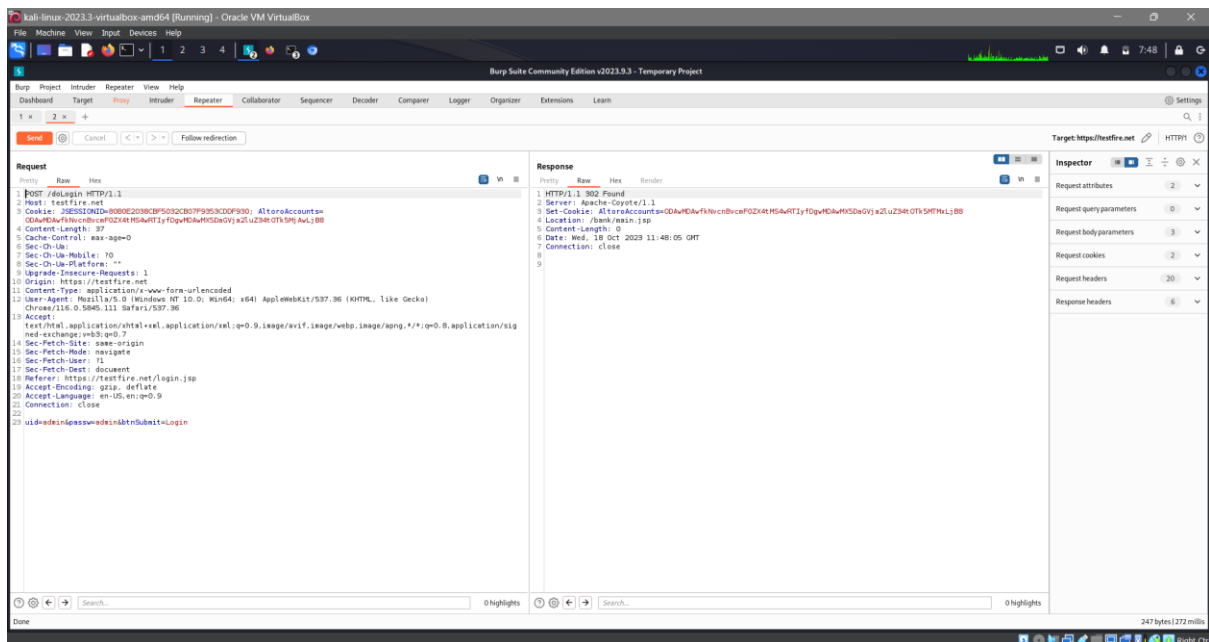 kali-linux-2023.3-virtualbox-amd64 [Running] - Oracle VM VirtualBox
File Machine View Input Devices Help
1 2 3 4
7:48
Burp Suite Community Edition v2023.9.3 - Temporary Project
Burp Project Intruder Repeater View Help
Dashboard Target Proxy Intruder Repeater Collaborator Sequencer Decoder Comparer Logger Organizer Extensions Learn
Settings
1 × 2 × +
Send Cancel < > Follow redirection
Target: https://testfire.net HTTP/1
Request
Pretty Raw Hex
\n
1 POST /doLogin HTTP/1.1
2 Host: testfire.net
3 Cookie: JSESSIONID=80B0E2038CBF5032CB07F9353CDDF930; AltoroAccounts=
4 Content-Length: 37
5 Cache-Control: max-age=0
6 Sec-Ch-Ua:
7 Sec-Ch-Ua-Mobile: ?0
8 Sec-Ch-Ua-Platform: ""
9 Upgrade-Insecure-Requests: 1
10 Origin: https://testfire.net
11 Content-Type: application/x-www-form-urlencoded
12 User-Agent: Mozilla/5.0 (Windows NT 10.0; Win64; x64) AppleWebKit/537.36 (KHTML, like Gecko)
Chrome/116.0.5845.111 Safari/537.36
13 Accept:
text/html,application/xhtml+xml,application/xml;q=0.9,image/avif,image/webp,image/apng,*/*;q=0.8,application/sig
ned-exchange;v=b3;q=0.7
14 Sec-Fetch-Site: same-origin
15 Sec-Fetch-Mode: navigate
16 Sec-Fetch-User: ?1
17 Sec-Fetch-Dest: document
18 Referer: https://testfire.net/login.jsp
19 Accept-Encoding: gzip, deflate
20 Accept-Language: en-US,en;q=0.9
21 Connection: close
22
23 uid=admin&passw=admin&btnSubmit=Login
Search...
0 highlights
Response
Pretty Raw Hex Render
\n
1 HTTP/1.1 302 Found
2 Server: Apache-Coyote/1.1
3 Set-Cookie: AltoroAccounts=
4 Location: /bank/main.jsp
5 Content-Length: 0
6 Date: Wed, 18 Oct 2023 11:48:05 GMT
7 Connection: close
8
9
Search...
0 highlights
Inspector
Request attributes 2
Request query parameters 0
Request body parameters 3
Request cookies 2
Request headers 20
Response headers 6
Done
247 bytes | 272 millis
Right Ctrl